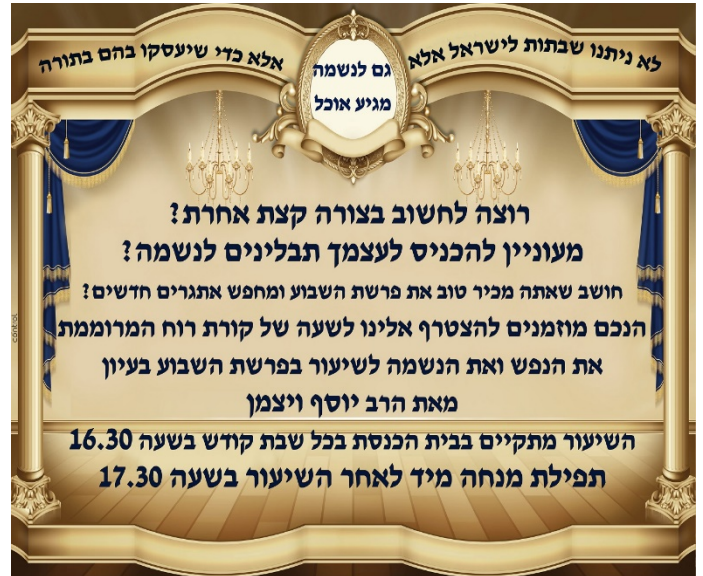 לא ניתנו שבתות לישראל אלא
גם לנשמה
מגיע אוכל
אלא כדי שיעסקו בהם בתורה
רוצה לחשוב בצורה קצת אחרת?
מעוניין להכניס לעצמך תבלינים לנשמה?
חושב שאתה מכיר טוב את פרשת השבוע ומחפש אתגרים חדשים?
הנכם מוזמנים להצטרף אלינו לשעה של קורת רוח המרוממת
את הנפש ואת הנשמה לשיעור בפרשת השבוע בעיון
מאת הרב יוסף ויצמן
השיעור מתקיים בבית הכנסת בכל שבת קודש בשעה 16.30
תפילת מנחה מיד לאחר השיעור בשעה 17.30